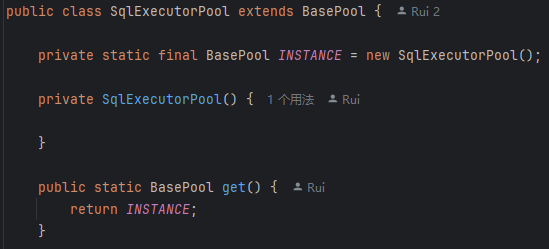 public class SqlExecutorPool extends BasePool { Rui 2
private static final BasePool INSTANCE = new SqlExecutorPool();
private SqlExecutorPool() { 1 个用法 Rui
}
public static BasePool get() { Rui
return INSTANCE;
}